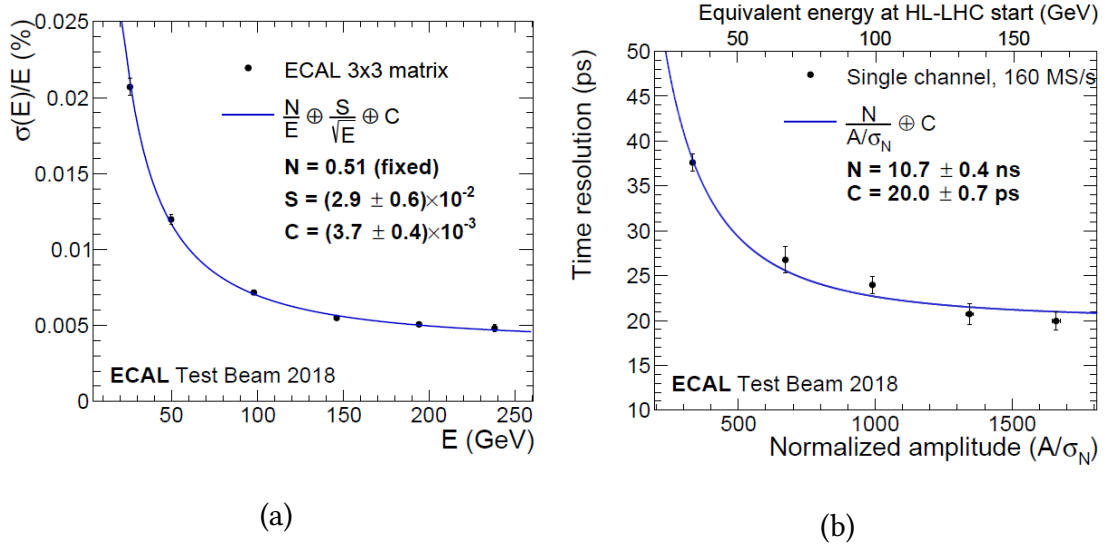 σ(E)/E (%)
0.025
0.02
0.015
0.01
0.005
0
ECAL 3x3 matrix
N/E ⊕ S/√E ⊕ C
N = 0.51 (fixed)
S = (2.9 ± 0.6)×10⁻²
C = (3.7 ± 0.4)×10⁻³
ECAL Test Beam 2018
50 100 150 200 250
E (GeV)
(a)
Equivalent energy at HL-LHC start (GeV)
50 100 150
Time resolution (ps)
50
45
40
35
30
25
20
15
10
Single channel, 160 MS/s
N/(A/σ_N) ⊕ C
N = 10.7 ± 0.4 ns
C = 20.0 ± 0.7 ps
ECAL Test Beam 2018
500 1000 1500
Normalized amplitude (A/σ_N)
(b)